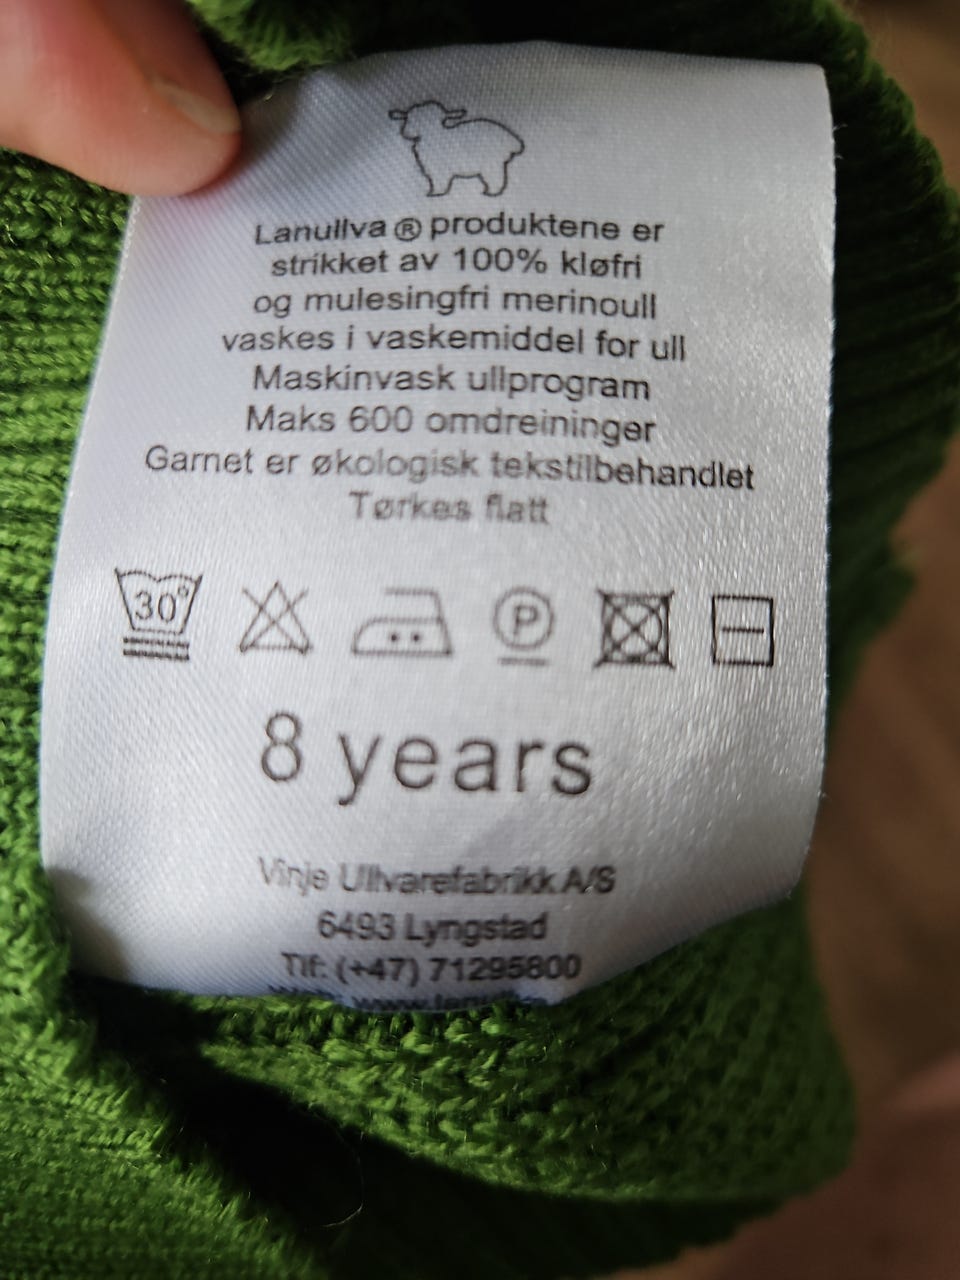 Lanullva ® produktene er
strikket av 100% kløfri
og mulesingfri merinoull
vaskes i vaskemiddel for ull
Maskinvask ullprogram
Maks 600 omdreininger
Garnet er økologisk tekstilbehandlet
Tørkes flatt
30° P
8 years
Vinje Ullvarefabrikk A/S
6493 Lyngstad
Tlf: (+47) 71295800